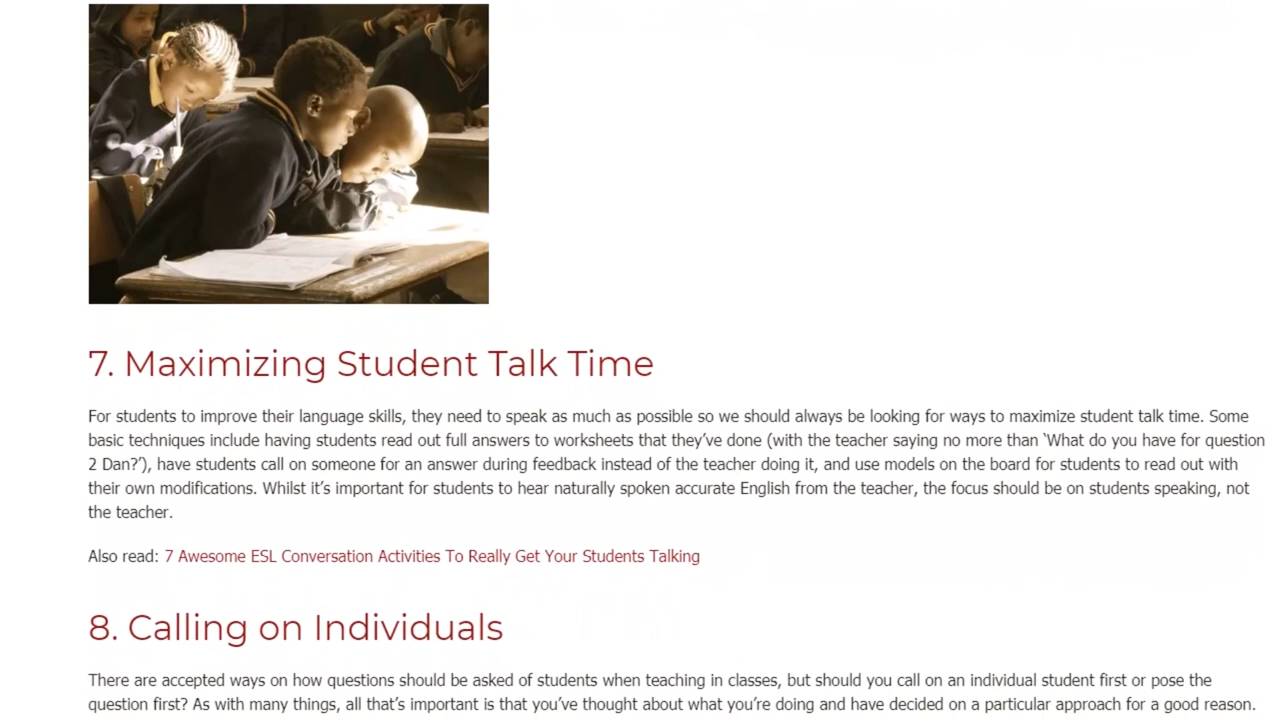 7. Maximizing Student Talk Time
For students to improve their language skills, they need to speak as much as possible so we should always be looking for ways to maximize student talk time. Some
basic techniques include having students read out full answers to worksheets that they've done (with the teacher saying no more than 'What do you have for question
2 Dan?'), have students call on someone for an answer during feedback instead of the teacher doing it, and use models on the board for students to read out with
their own modifications. Whilst it's important for students to hear naturally spoken accurate English from the teacher, the focus should be on students speaking, not
the teacher.
Also read: 7 Awesome ESL Conversation Activities To Really Get Your Students Talking
8. Calling on Individuals
There are accepted ways on how questions should be asked of students when teaching in classes, but should you call on an individual student first or pose the
question first? As with many things, all that's important is that you've thought about what you're doing and have decided on a particular approach for a good reason.